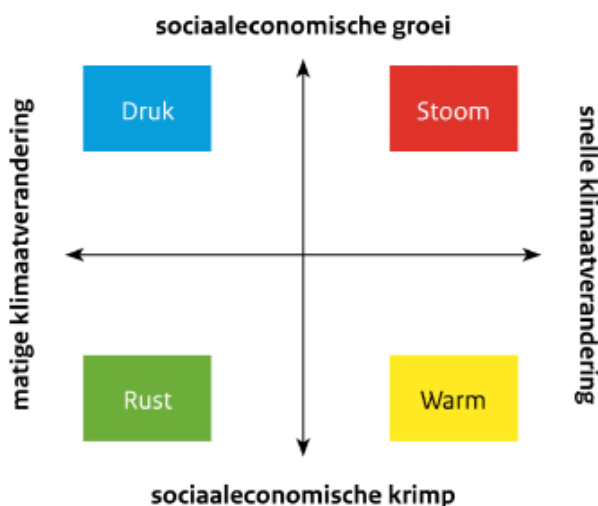 sociaaleconomische groei
Druk
Stoom
matige klimaatverandering
snelle klimaatverandering
Rust
Warm
sociaaleconomische krimp